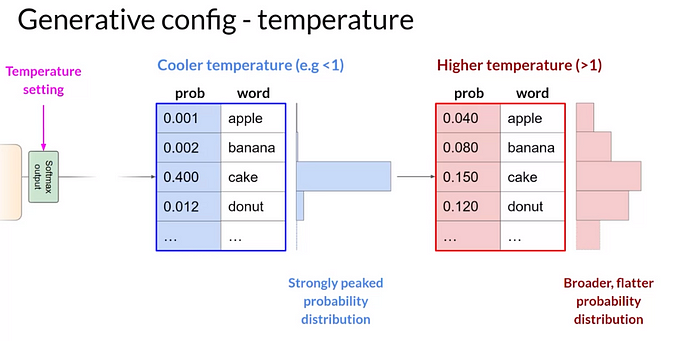 Generative config - temperature
Temperature
setting
Softmax
output
Cooler temperature (e.g <1)
prob word
0.001 apple
0.002 banana
0.400 cake
0.012 donut
... ...
Strongly peaked
probability
distribution
Higher temperature (>1)
prob word
0.040 apple
0.080 banana
0.150 cake
0.120 donut
... ...
Broader, flatter
probability
distribution